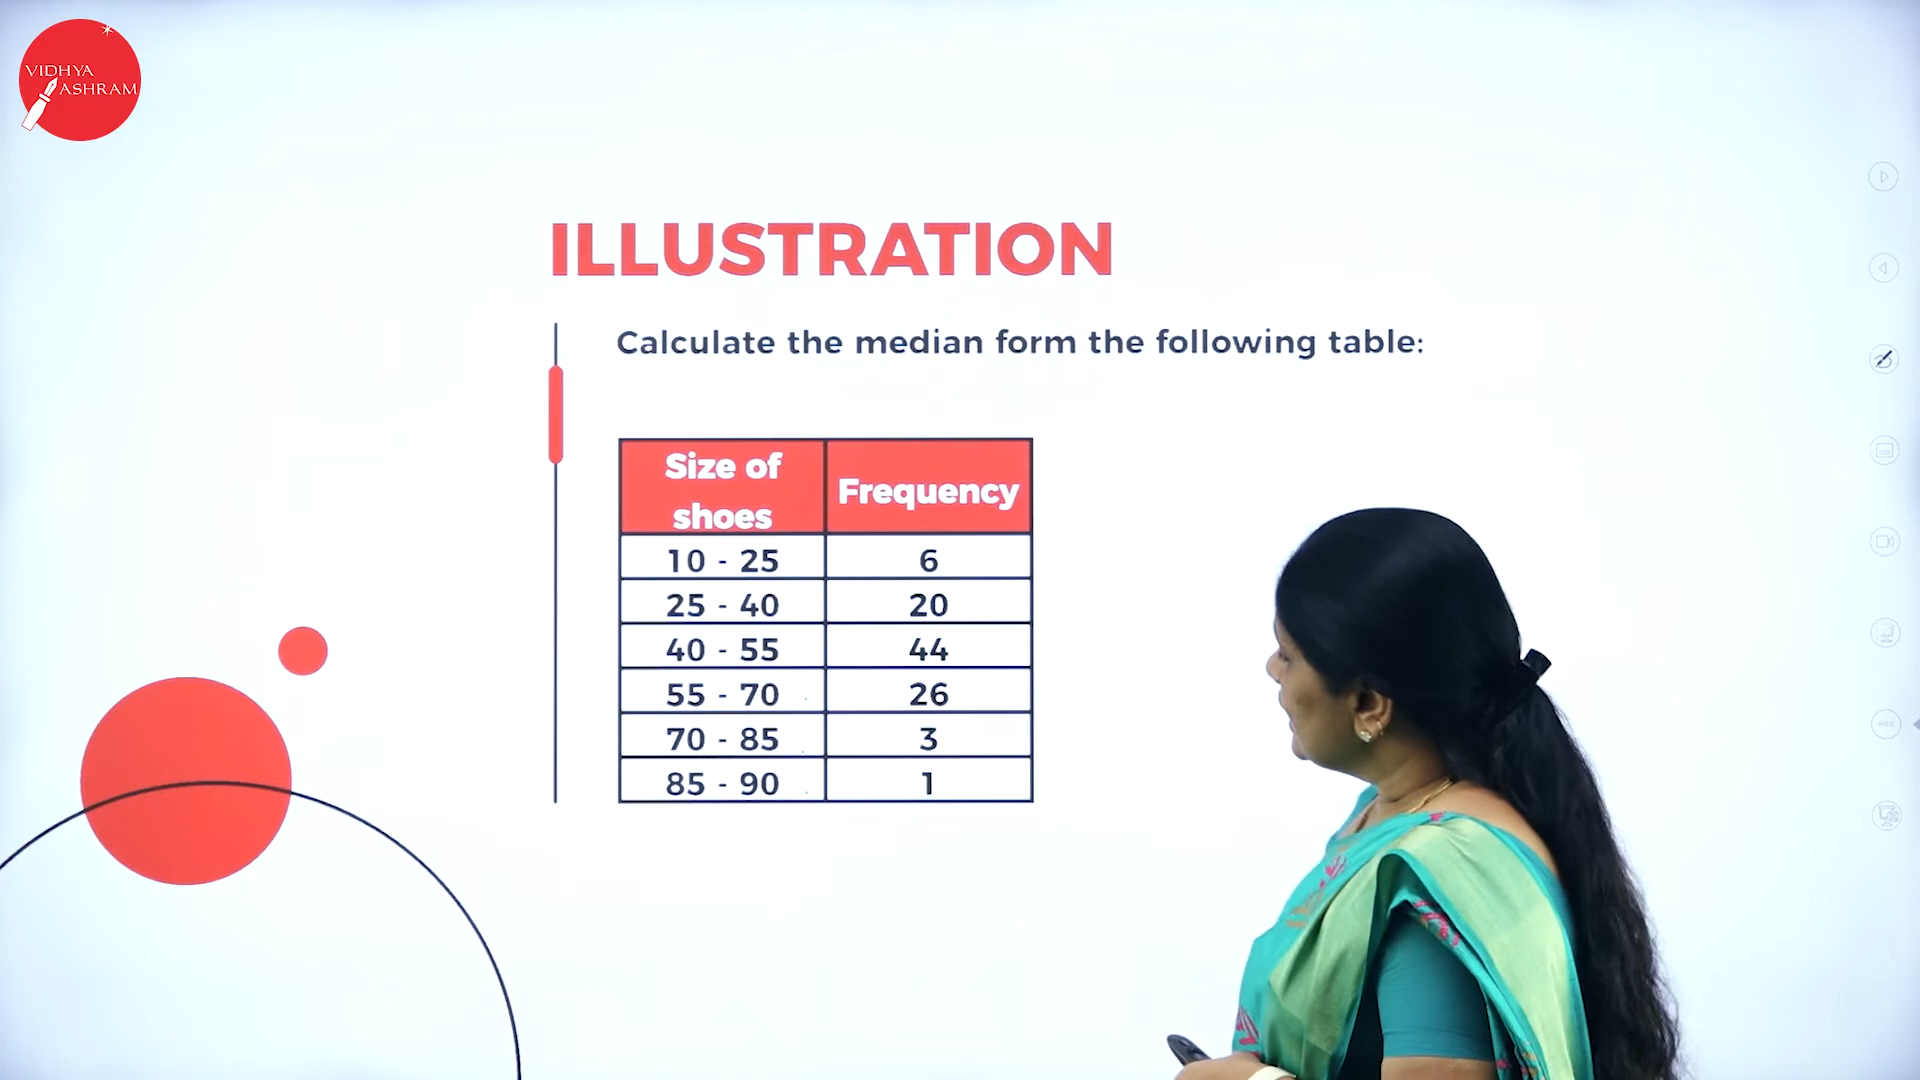 VIDHYA
ASHRAM
ILLUSTRATION
Calculate the median form the following table:
Size of shoes Frequency
10 - 25 6
25 - 40 20
40 - 55 44
55 - 70 26
70 - 85 3
85 - 90 1